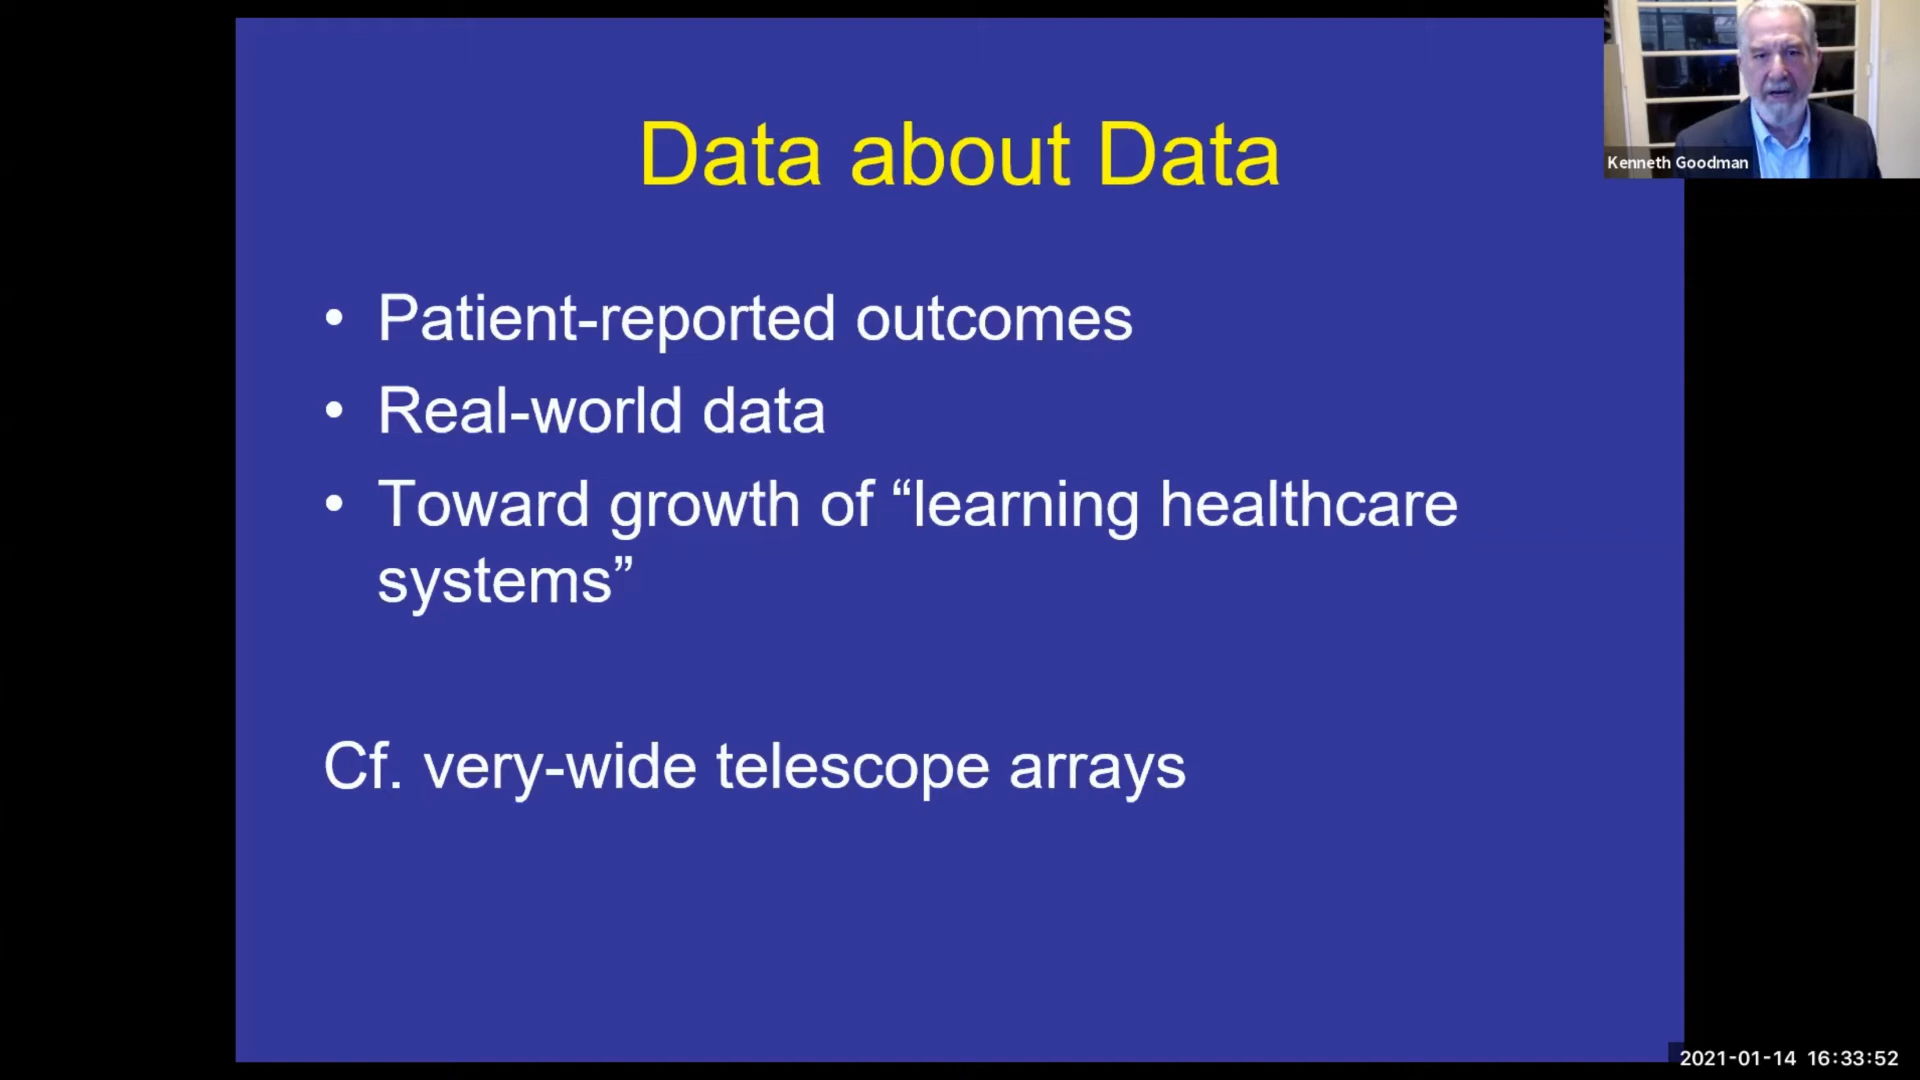 Data about Data
Kenneth Goodman
• Patient-reported outcomes
• Real-world data
• Toward growth of “learning healthcare
systems”
Cf. very-wide telescope arrays
2021-01-14 16:33:52